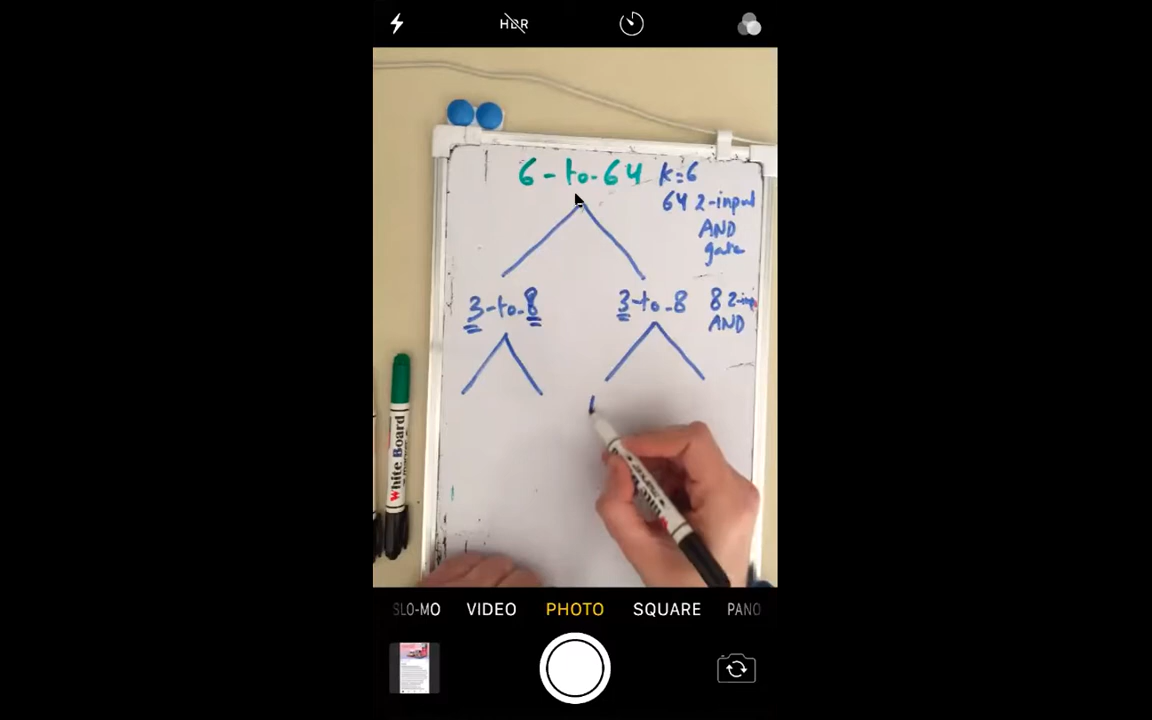 HDR
6-to-64 K=6
64 2-input
AND
gate
3-to-8 3-to-8 8 2-inp
AND
White Board
SLO-MO VIDEO PHOTO SQUARE PANO